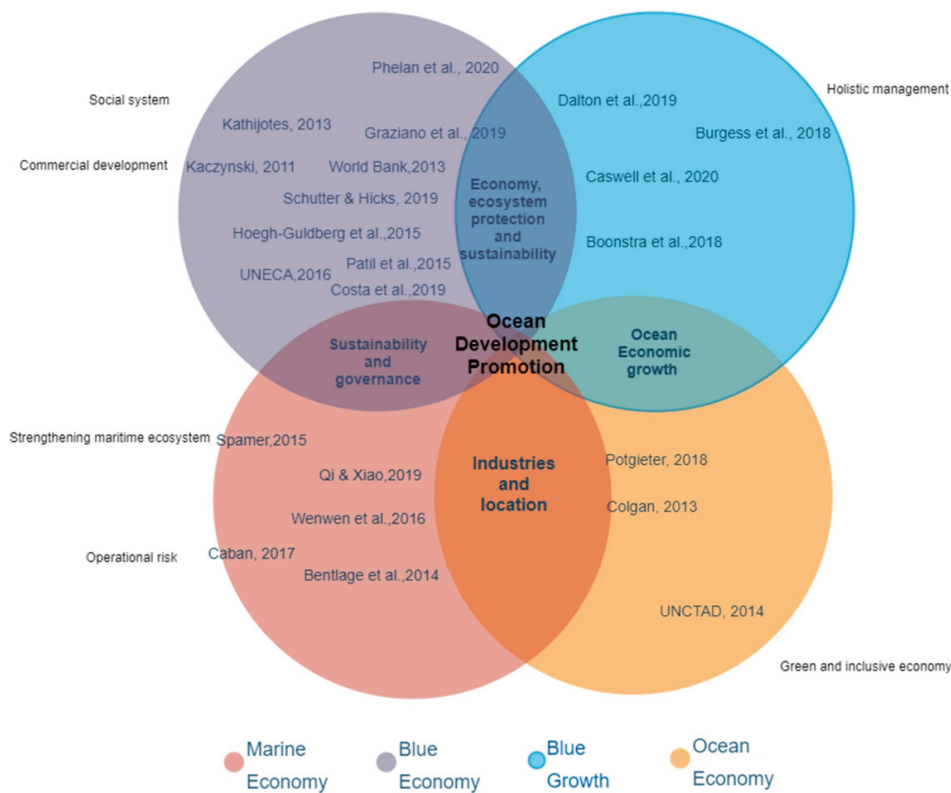 Phelan et al., 2020
Social system
Holistic management
Dalton et al.,2019
Kathijotes, 2013
Graziano et al., 2019
Burgess et al., 2018
Commercial development
Kaczynski, 2011
World Bank,2013
Caswell et al., 2020
Economy,
ecosystem
protection
and
sustainability
Schutter & Hicks, 2019
Hoegh-Guldberg et al.,2015
Boonstra et al.,2018
UNECA,2016
Patil et al.,2015
Costa et al.,2019
Ocean
Development
Promotion
Sustainability
and
governance
Ocean
Economic
growth
Strengthening maritime ecosystem
Spamer,2015
Industries
and
location
Potgieter, 2018
Qi & Xiao,2019
Colgan, 2013
Wenwen et al.,2016
Operational risk
Caban, 2017
Bentlage et al.,2014
UNCTAD, 2014
Green and inclusive economy
Marine
Economy
Blue
Economy
Blue
Growth
Ocean
Economy